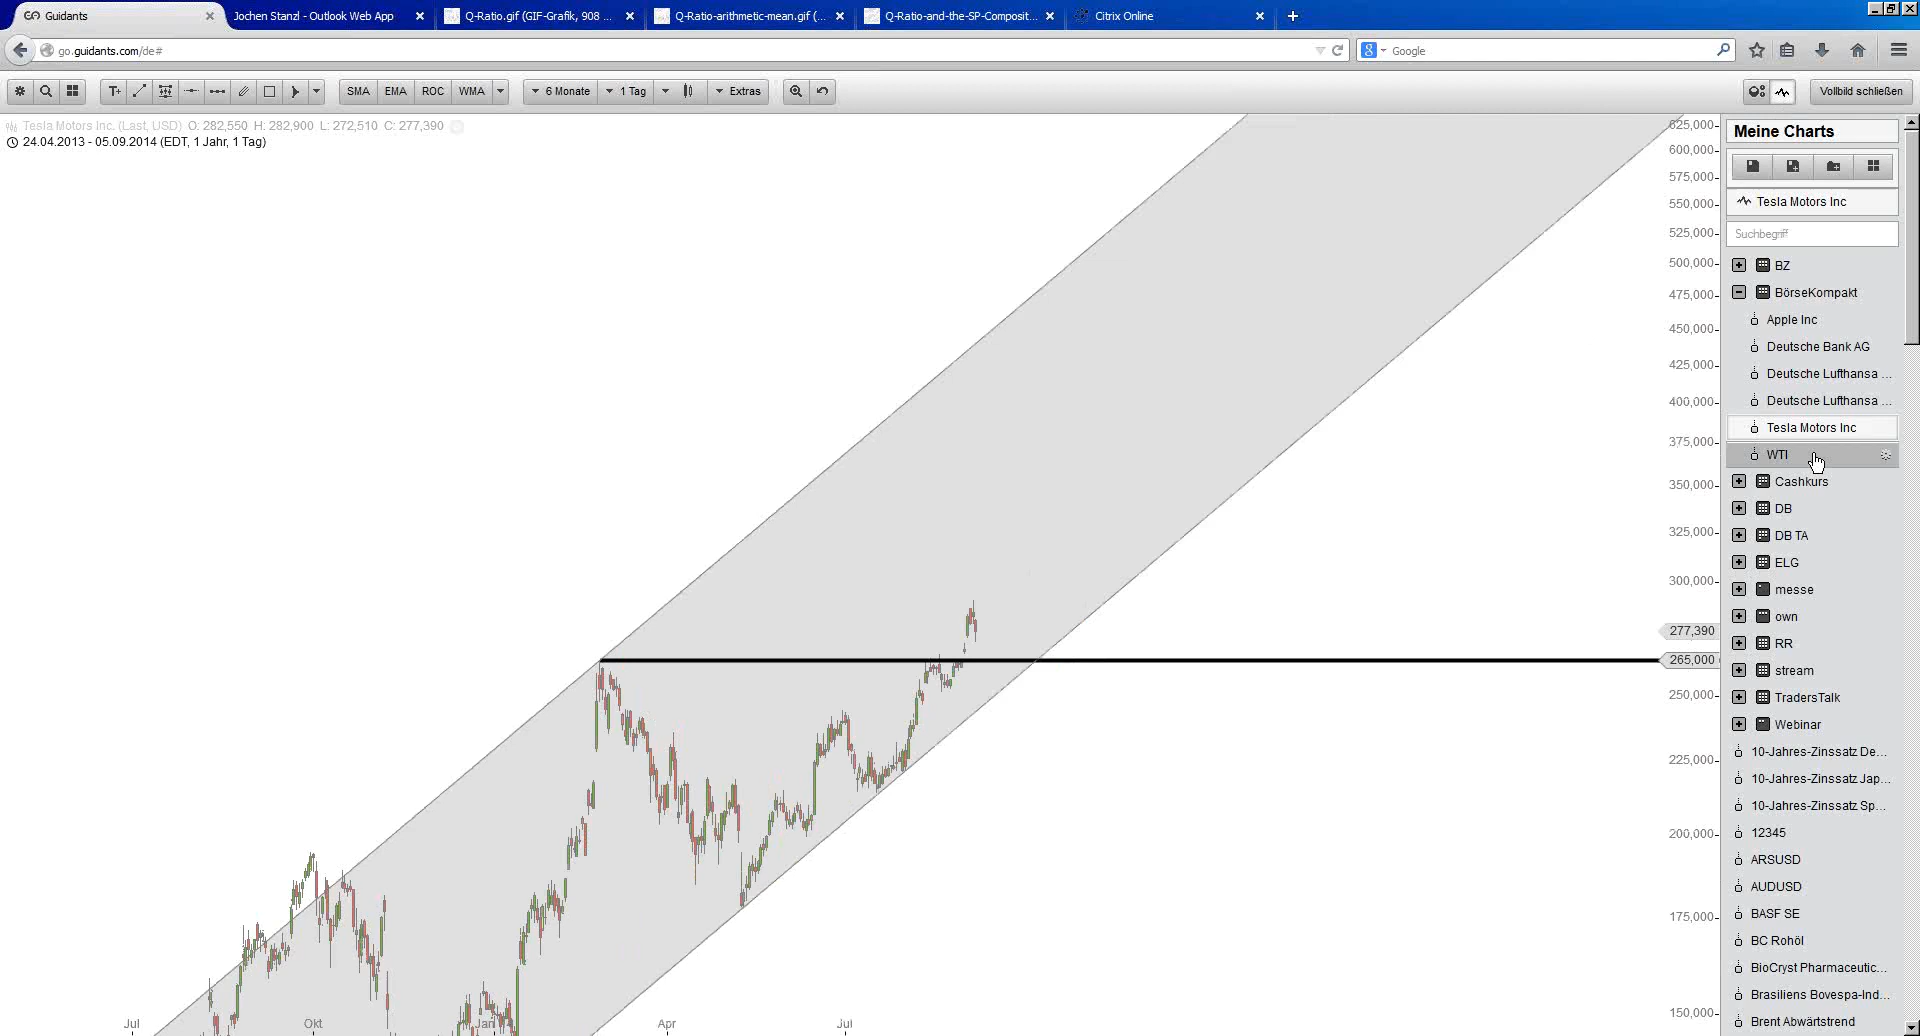 Guidants
Jochen Stanzl - Outlook Web App
Q-Ratio.gif (GIF-Grafik, 908 ...
Q-Ratio-arithmetic-mean.gif (...
Q-Ratio-and-the-SP-Composit...
Citrix Online
go.guidants.com/de#
Google
SMA EMA ROC WMA 6 Monate 1 Tag Extras
Vollbild schließen
Tesla Motors Inc. (Last, USD) O: 282,550 H: 282,900 L: 272,510 C: 277,390
24.04.2013 - 05.09.2014 (EDT, 1 Jahr, 1 Tag)
625,000
600,000
575,000
550,000
525,000
500,000
475,000
450,000
425,000
400,000
375,000
350,000
325,000
300,000
277,390
265,000
250,000
225,000
200,000
175,000
150,000
Jul Okt Jan Apr Jul
Meine Charts
Tesla Motors Inc
Suchbegriff
BZ
BörseKompakt
Apple Inc
Deutsche Bank AG
Deutsche Lufthansa ...
Deutsche Lufthansa ...
Tesla Motors Inc
WTI
Cashkurs
DB
DB TA
ELG
messe
own
RR
stream
TradersTalk
Webinar
10-Jahres-Zinssatz De...
10-Jahres-Zinssatz Jap...
10-Jahres-Zinssatz Sp...
12345
ARSUSD
AUDUSD
BASF SE
BC Rohöl
BioCryst Pharmaceutic...
Brasiliens Bovespa-Ind...
Brent Abwärtstrend